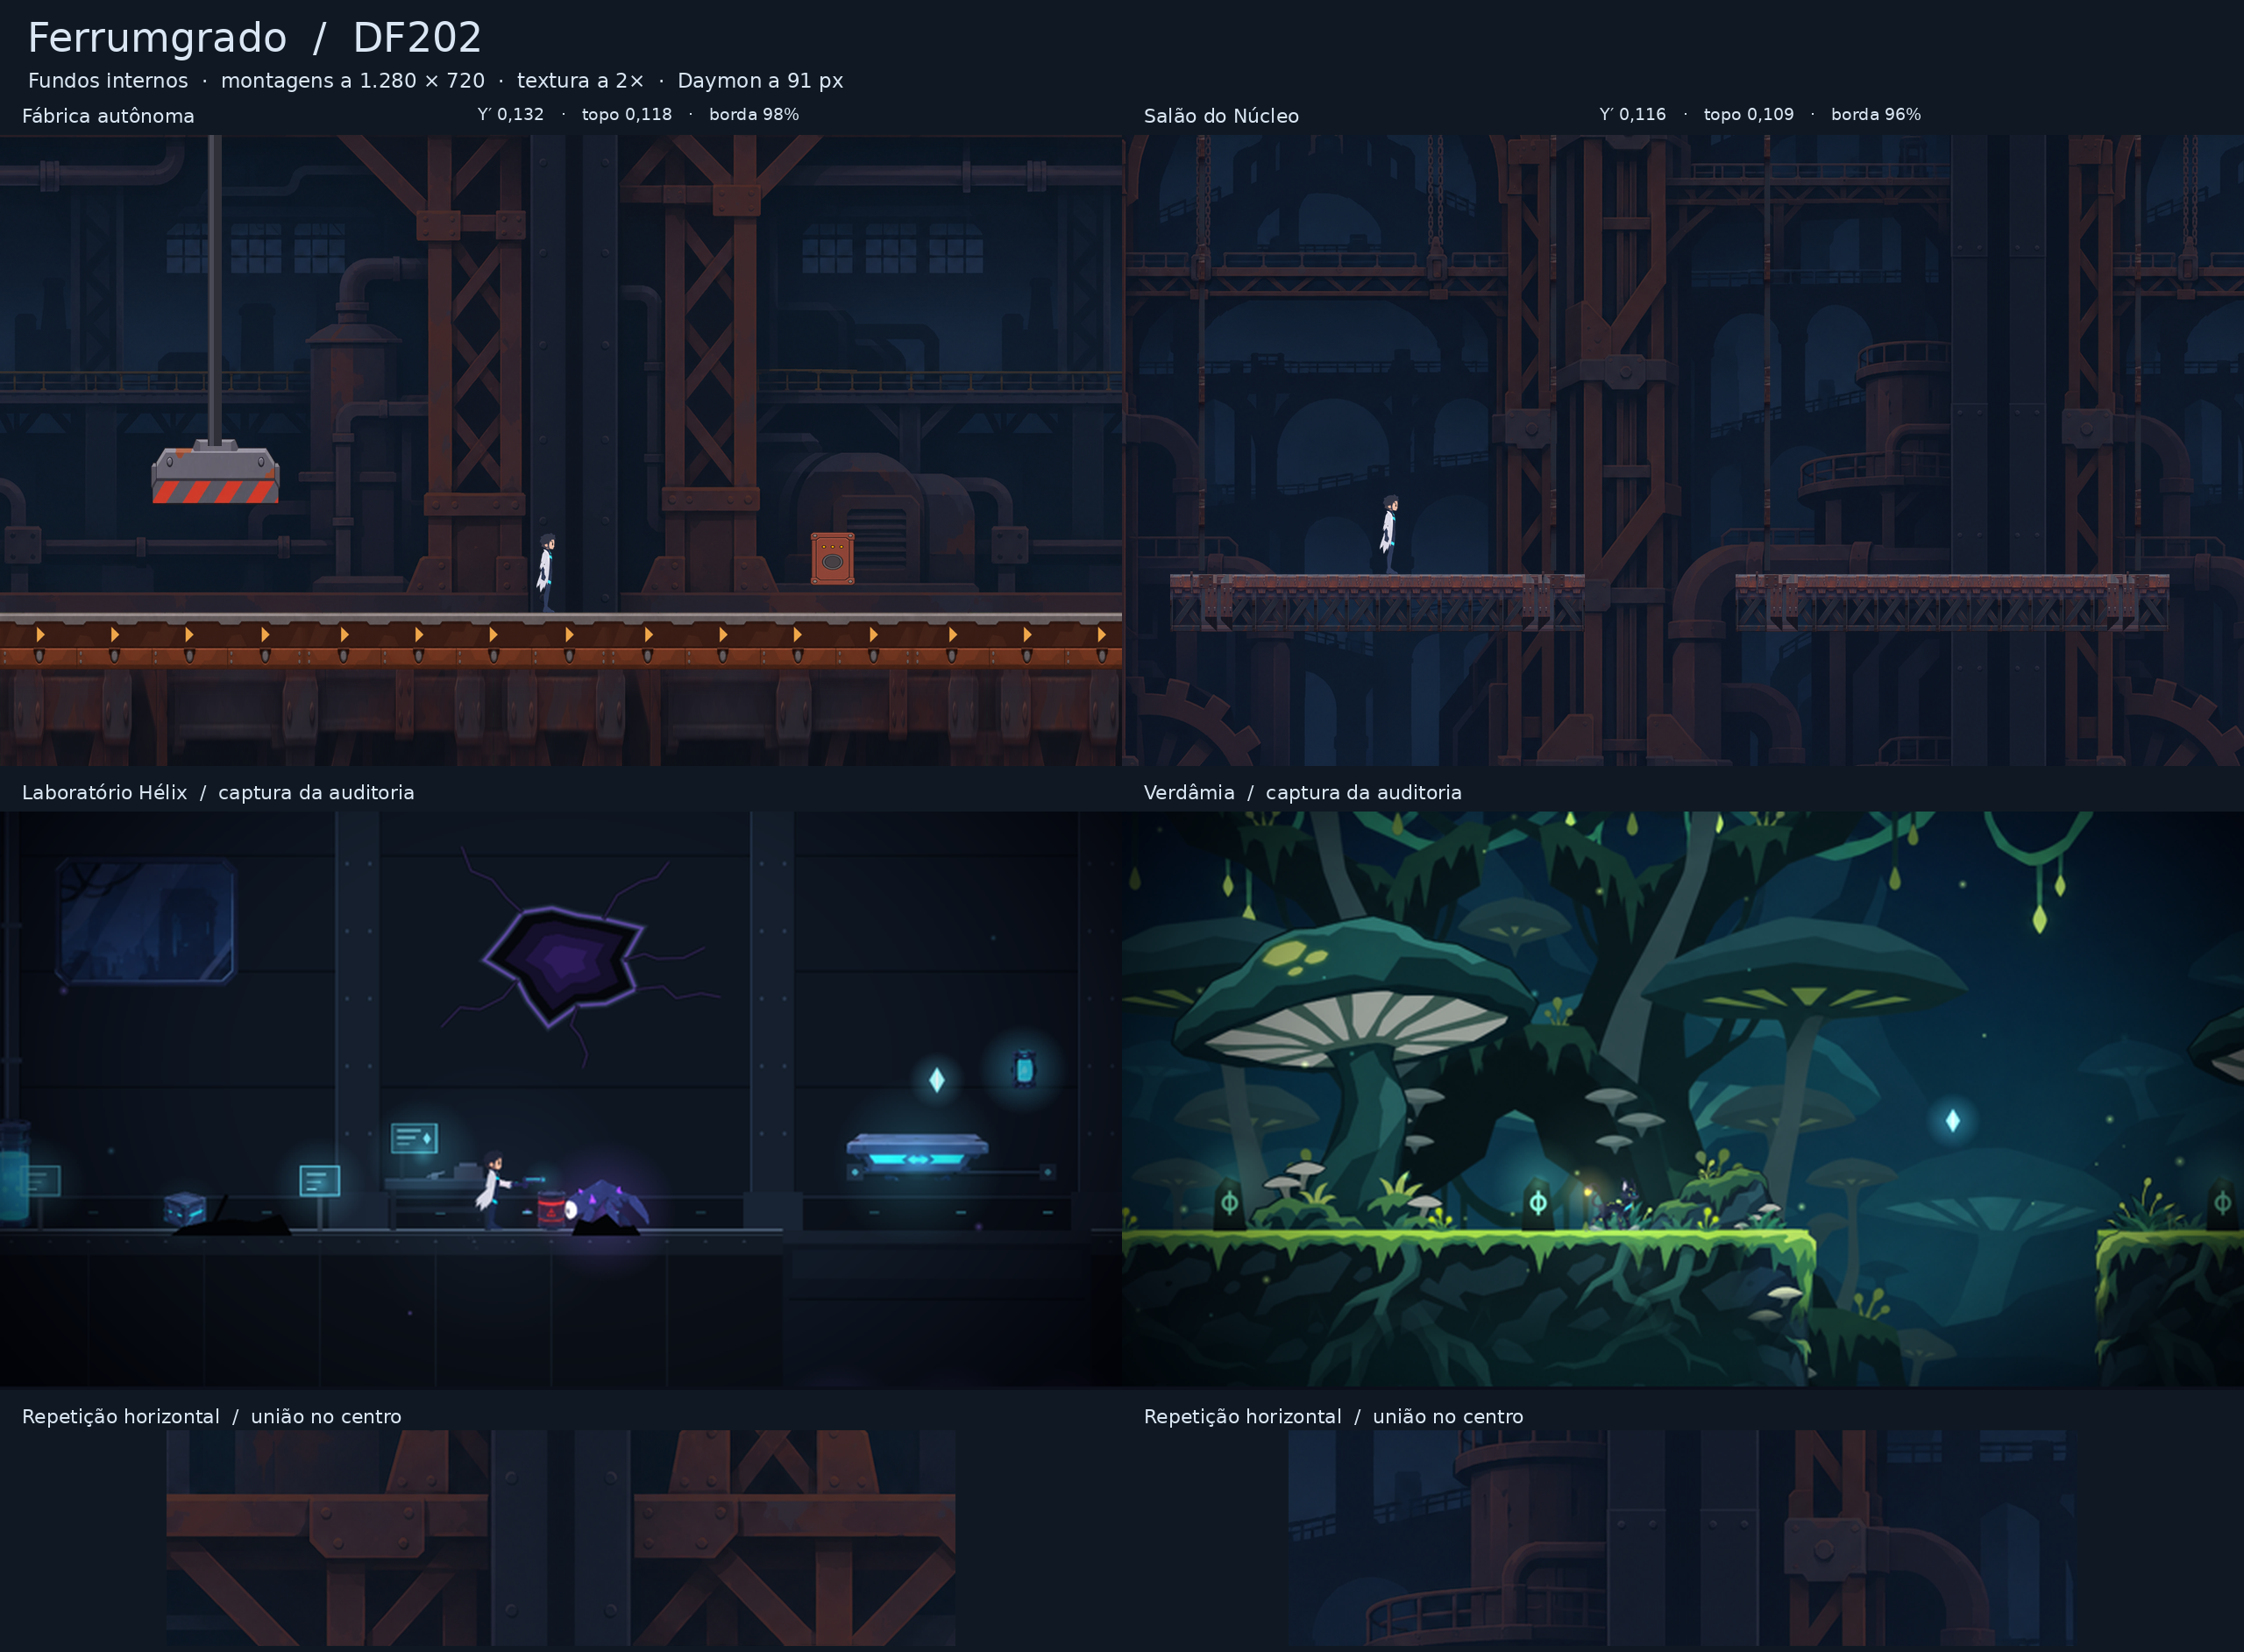 Ferrumgrado / DF202
Fundos internos · montagens a 1.280 × 720 · textura a 2× · Daymon a 91 px
Fábrica autônoma
Y′ 0,132 · topo 0,118 · borda 98%
Salão do Núcleo
Y′ 0,116 · topo 0,109 · borda 96%
Laboratório Hélix / captura da auditoria
Verdâmia / captura da auditoria
Repetição horizontal / união no centro
Repetição horizontal / união no centro